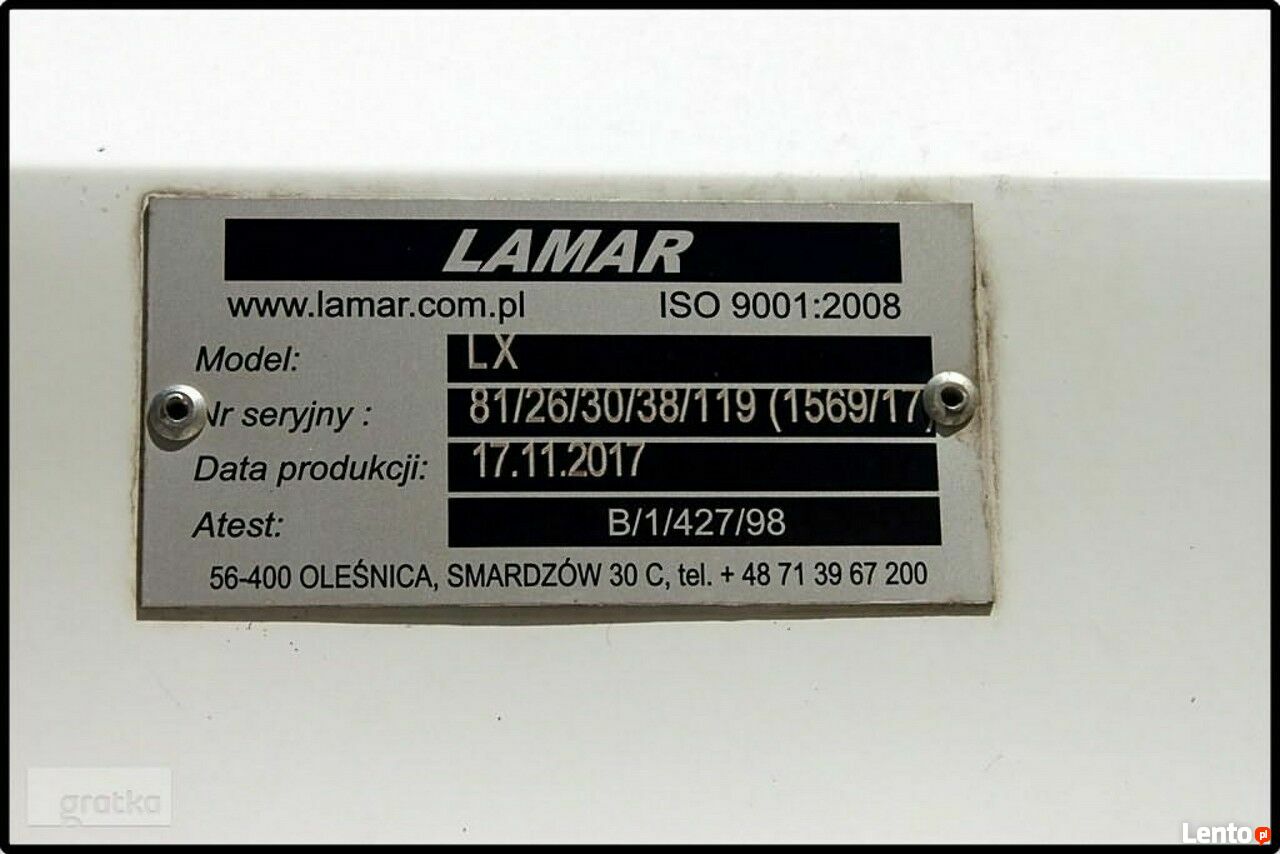 LAMAR
www.lamar.com.pl ISO 9001:2008
Model: LX
Nr seryjny : 81/26/30/38/119 (1569/17)
Data produkcji: 17.11.2017
Atest: B/1/427/98
56-400 OLEŚNICA, SMARDZÓW 30 C, tel. + 48 71 39 67 200
gratka
Lento.pl